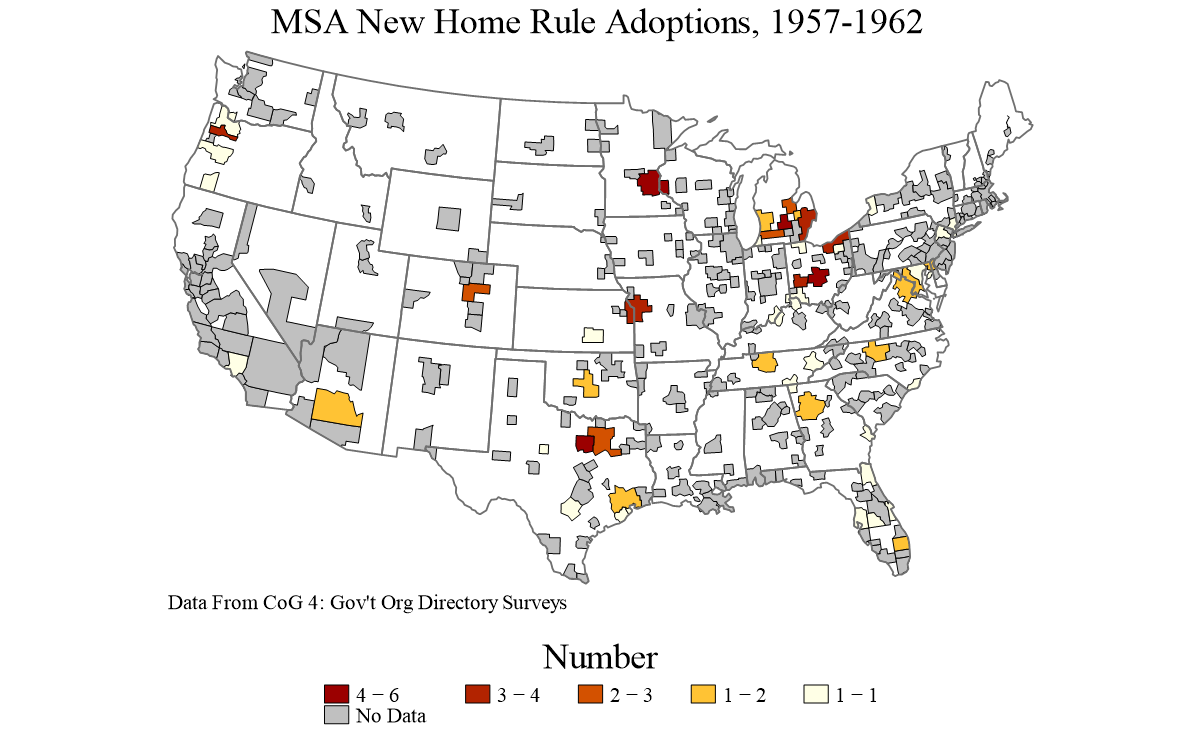 MSA New Home Rule Adoptions, 1957-1962
Data From CoG 4: Gov't Org Directory Surveys
Number
4 − 6 3 − 4 2 − 3 1 − 2 1 − 1
No Data